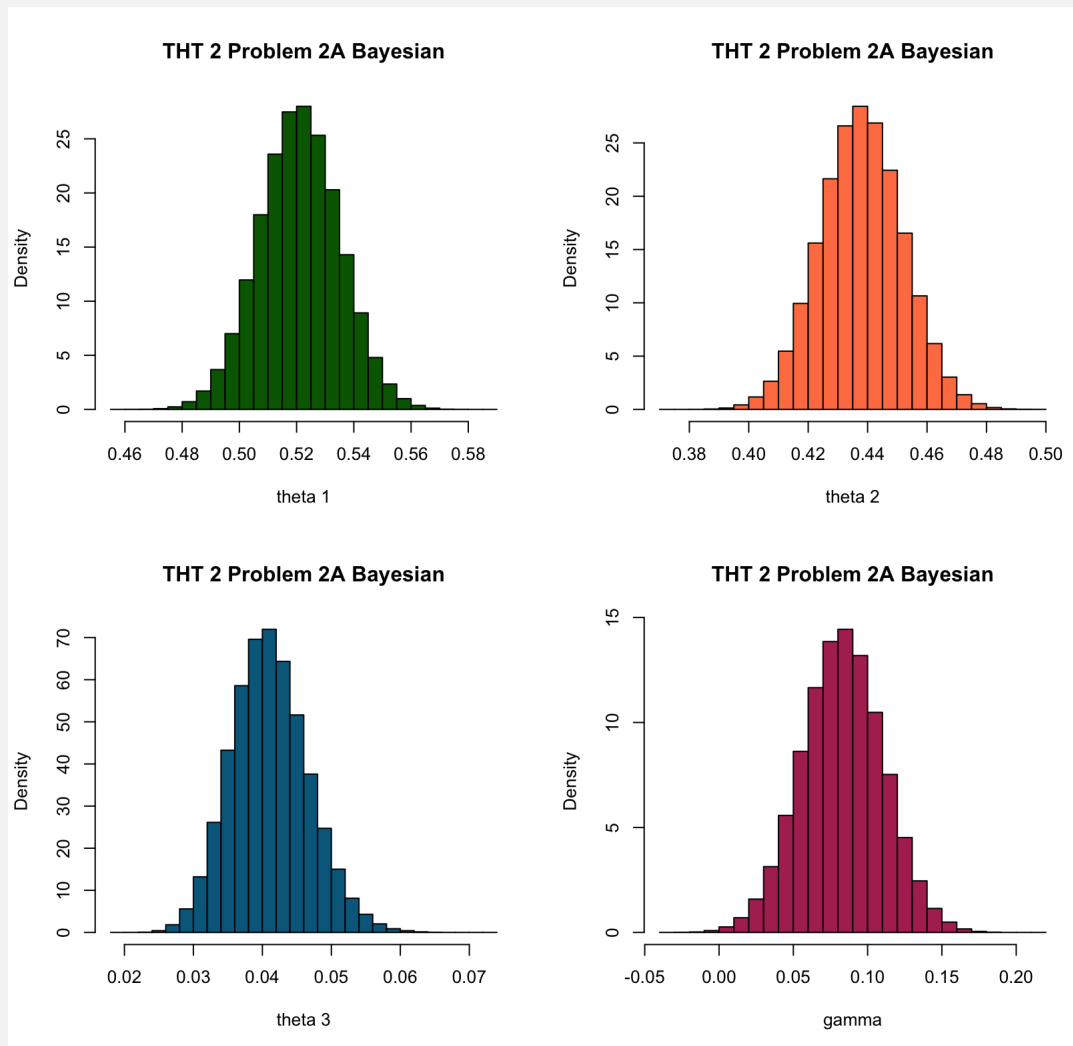 THT 2 Problem 2A Bayesian
Density
0 5 10 15 20 25
0.46 0.48 0.50 0.52 0.54 0.56 0.58
theta 1
THT 2 Problem 2A Bayesian
Density
0 5 10 15 20 25
0.38 0.40 0.42 0.44 0.46 0.48 0.50
theta 2
THT 2 Problem 2A Bayesian
Density
0 10 20 30 40 50 60 70
0.02 0.03 0.04 0.05 0.06 0.07
theta 3
THT 2 Problem 2A Bayesian
Density
0 5 10 15
-0.05 0.00 0.05 0.10 0.15 0.20
gamma